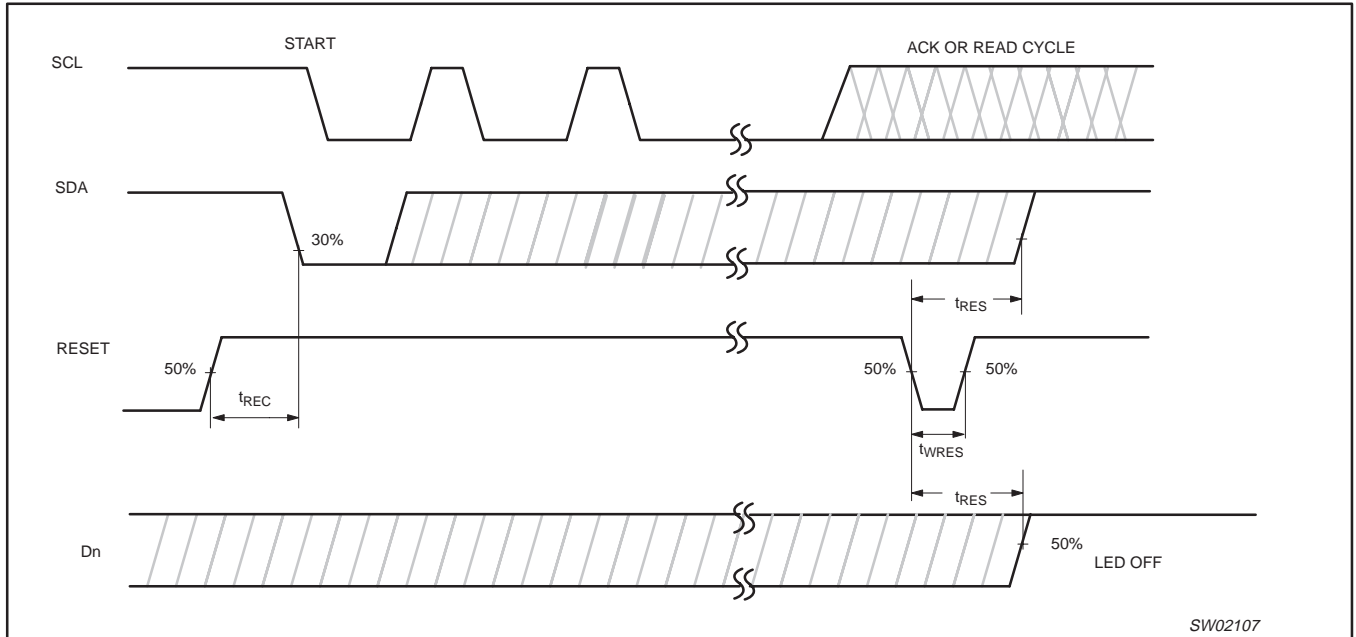 START
ACK OR READ CYCLE
SCL
SDA
30%
tRES
RESET
50%
50%
50%
tREC
tWRES
tRES
Dn
50%
LED OFF
SW02107